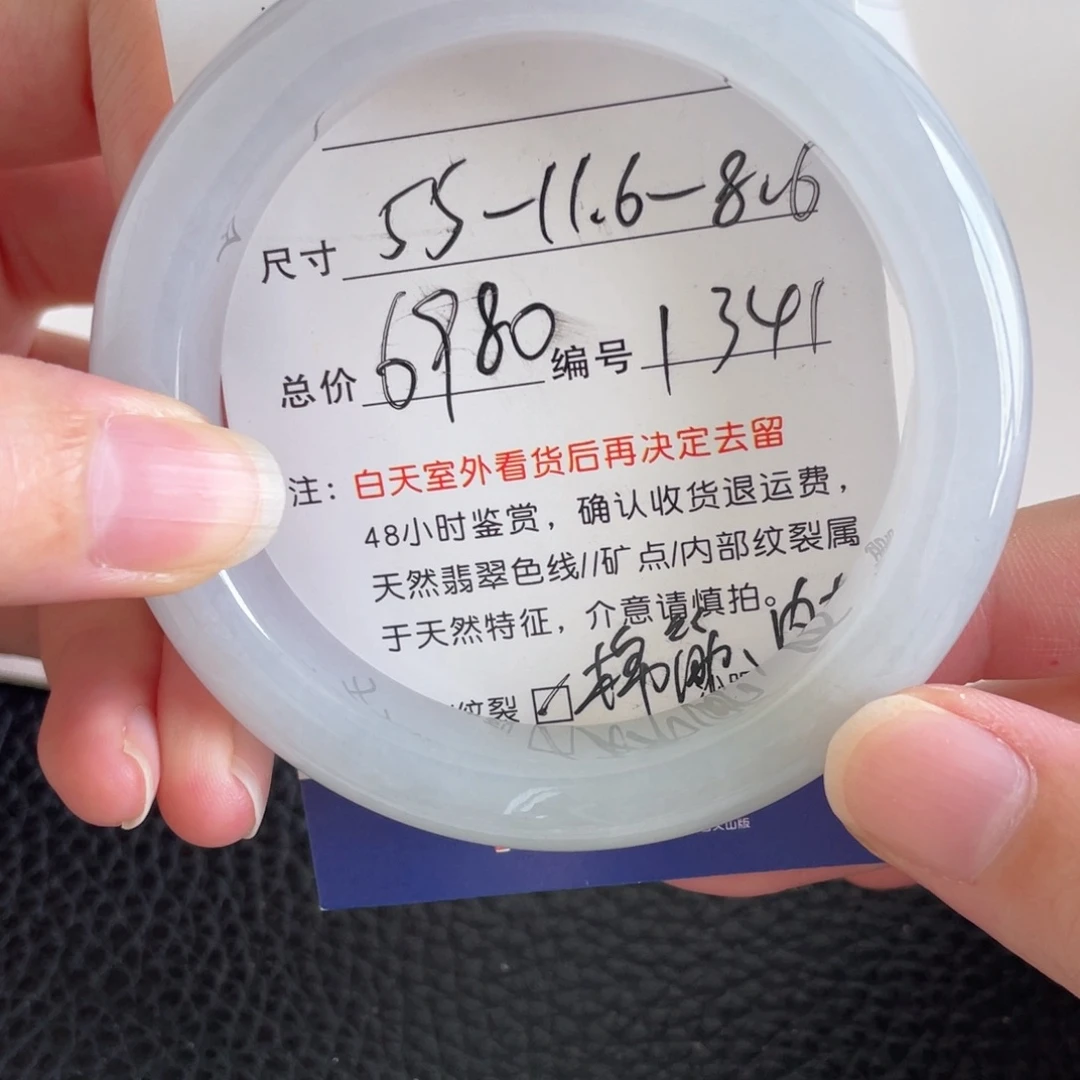 尺寸 55-11.6-8.6
总价 6980 编号 1341
注：白天室外看货后再决定去留
48小时鉴赏，确认收货退运费，
天然翡翠色线//矿点/内部纹裂属
于天然特征，介意请慎拍。
纹裂 ☑ 棉